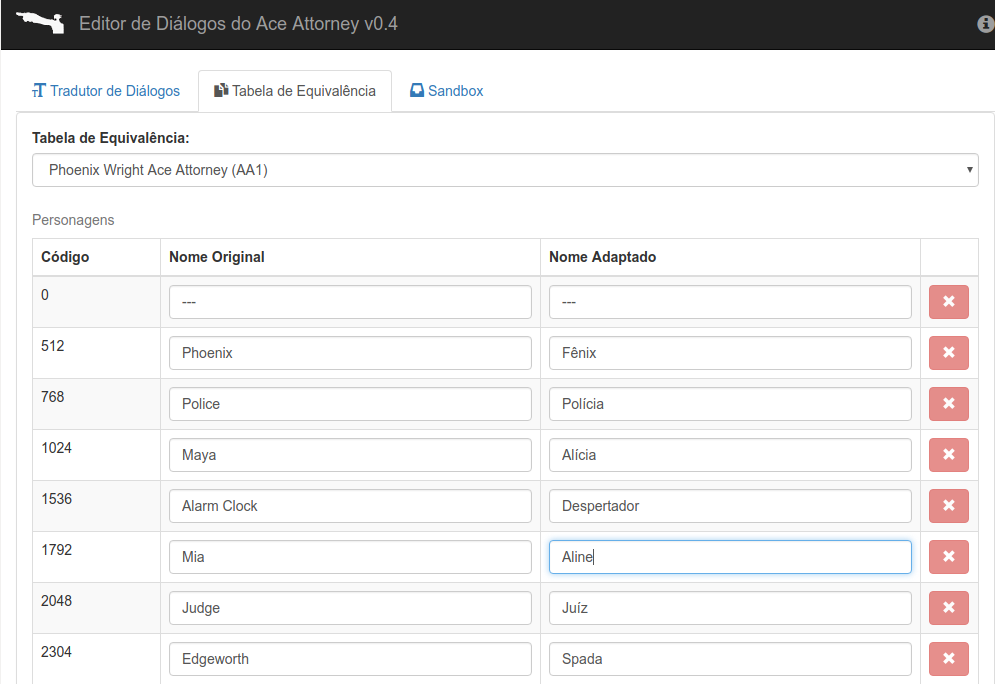 Editor de Diálogos do Ace Attorney v0.4
Tradutor de Diálogos Tabela de Equivalência Sandbox
Tabela de Equivalência:
Phoenix Wright Ace Attorney (AA1)
Personagens
Código Nome Original Nome Adaptado
0 --- ---
512 Phoenix Fênix
768 Police Polícia
1024 Maya Alícia
1536 Alarm Clock Despertador
1792 Mia Aline
2048 Judge Juíz
2304 Edgeworth Spada